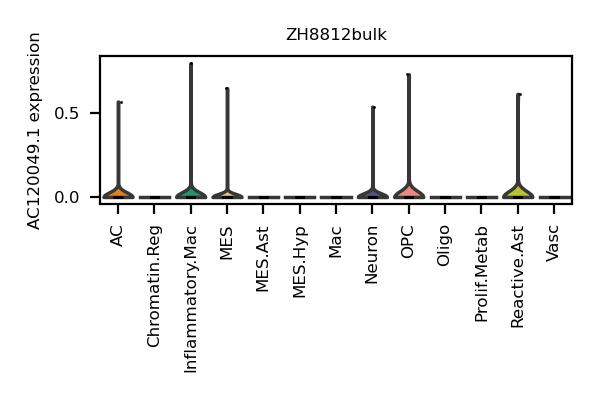 ZH8812bulk
AC120049.1 expression
0.5
0.0
AC
Chromatin.Reg
Inflammatory.Mac
MES
MES.Ast
MES.Hyp
Mac
Neuron
OPC
Oligo
Prolif.Metab
Reactive.Ast
Vasc